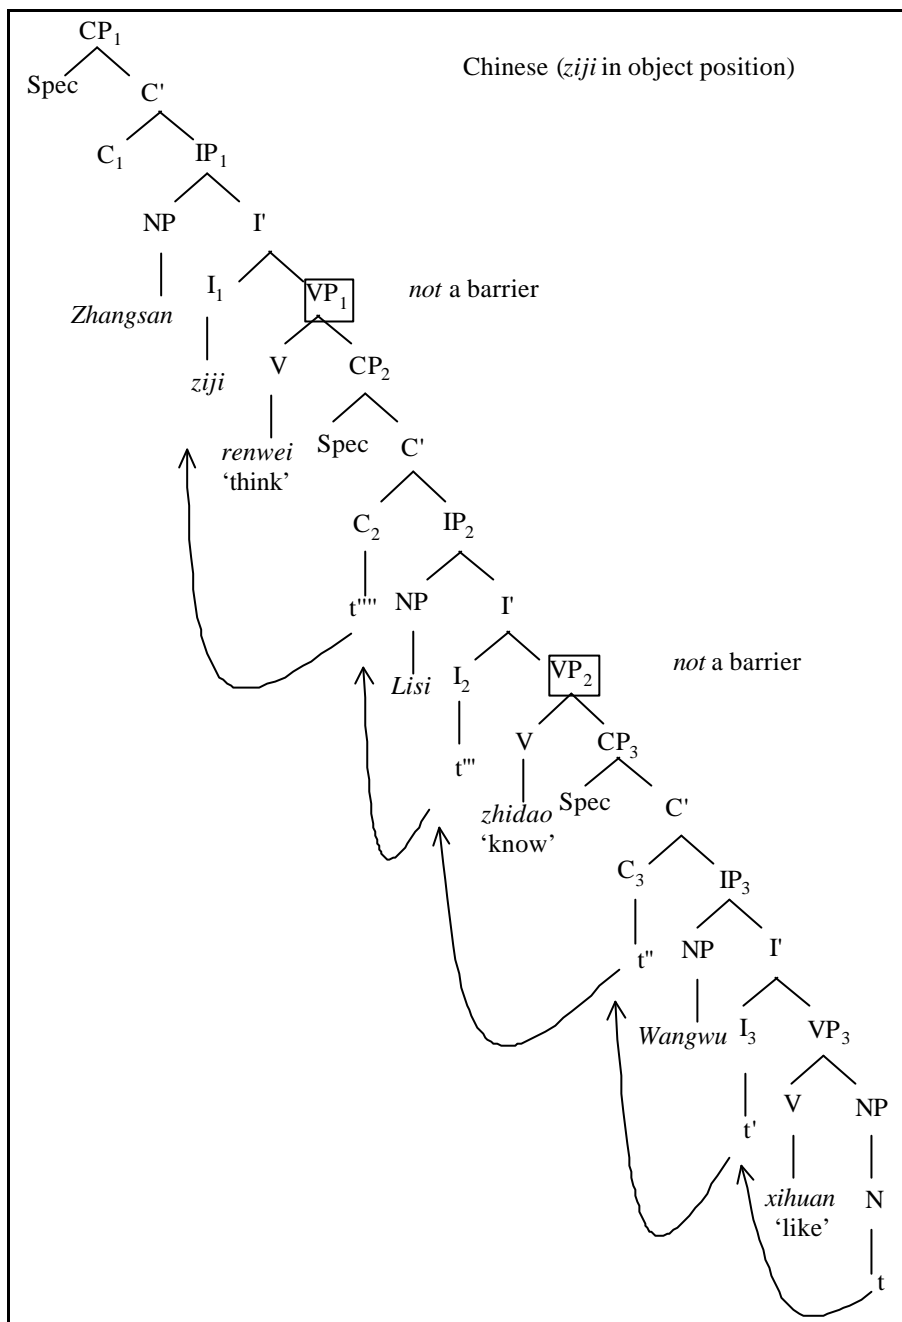 CP₁
Chinese (ziji in object position)
Spec C'
C₁ IP₁
NP I'
I₁ VP₁ not a barrier
Zhangsan
ziji V CP₂
renwei Spec C'
‘think’
C₂ IP₂
t''''' NP I'
Lisi I₂ VP₂ not a barrier
t''' V CP₃
zhidao Spec C'
‘know’
C₃ IP₃
t'' NP I'
Wangwu I₃ VP₃
t' V NP
xihuan N
‘like’
t